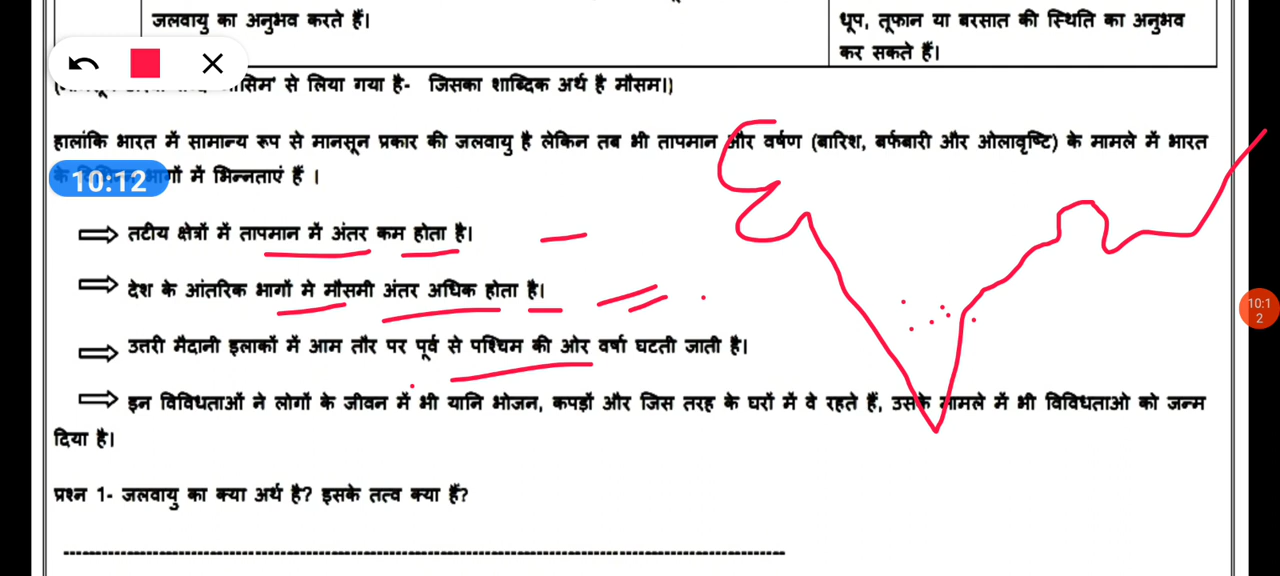 जलवायु का अनुभव करते हैं।
धूप, तूफान या बरसात की स्थिति का अनुभव
कर सकते हैं।
से लिया गया है- जिसका शाब्दिक अर्थ है मौसम।)
हालांकि भारत में सामान्य रूप से मानसून प्रकार की जलवायु है लेकिन तब भी तापमान और वर्षण (बारिश, बर्फबारी और ओलावृष्टि) के मामले में भारत
10:12 में भिन्नताएं हैं ।
तटीय क्षेत्रों में तापमान में अंतर कम होता है।
देश के आंतरिक भागों मे मौसमी अंतर अधिक होता है।
10:1
2
उत्तरी मैदानी इलाकों में आम तौर पर पूर्व से पश्चिम की ओर वर्षा घटती जाती है।
इन विविधताओं ने लोगों के जीवन में भी यानि भोजन, कपड़ों और जिस तरह के घरों में वे रहते हैं, उसके मामले में भी विविधताओ को जन्म
दिया है।
प्रश्न 1- जलवायु का क्या अर्थ है? इसके तत्व क्या हैं?